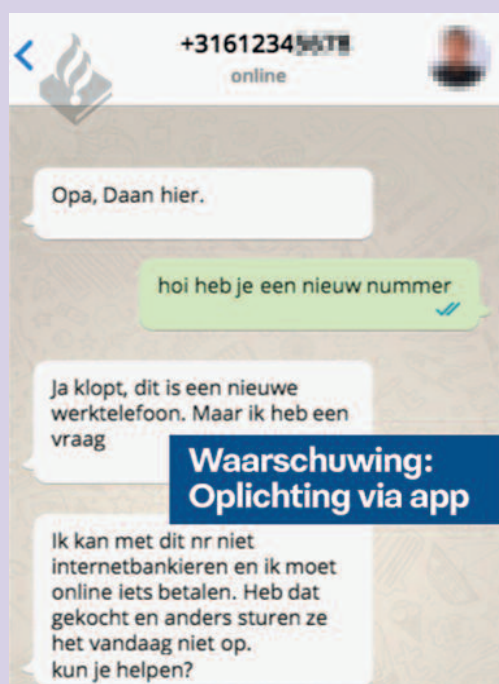 +31612345678
online
Opa, Daan hier.
hoi heb je een nieuw nummer
Ja klopt, dit is een nieuwe
werktelefoon. Maar ik heb een
vraag
Waarschuwing:
Oplichting via app
Ik kan met dit nr niet
internetbankieren en ik moet
online iets betalen. Heb dat
gekocht en anders sturen ze
het vandaag niet op.
kun je helpen?